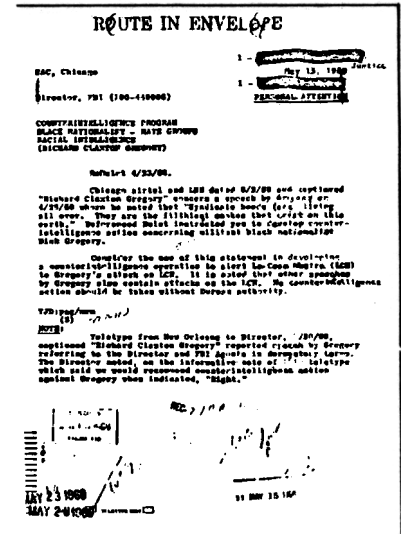 ROUTE IN ENVELOPE
1 -
SAC, Chicago
May 13, 1968
Justice
1 -
Director, FBI (100-448006)
PERSONAL ATTENTION
COUNTERINTELLIGENCE PROGRAM
BLACK NATIONALIST - HATE GROUPS
RACIAL INTELLIGENCE
(RICHARD CLAXTON GREGORY)
ReBulet 4/23/68.
Chicago airtel and LHM dated 5/2/68 and captioned
"Richard Claxton Gregory" concern a speech by Gregory on
4/28/68 where he noted that "Syndicate hoods are living
all over. They are the filthiest snakes that exist on this
earth." Referenced Bulet instructed you to develop counter-
intelligence action concerning militant black nationalist
Dick Gregory.
Consider the use of this statement in developing
a counterintelligence operation to alert La Cosa Nostra (LCN)
to Gregory's attack on LCN. It is noted that other speeches
by Gregory also contain attacks on the LCN. No counterintelligence
action should be taken without Bureau authority.
(8)
NOTE:
Teletype from New Orleans to Director,
captioned "Richard Claxton Gregory" reported speech by Gregory
referring to the Director and FBI Agents in derogatory terms.
The Director noted, on the informative note of teletype
which said we would recommend counterintelligence action
against Gregory when indicated, "Right."
REC
MAY 23 1968
MAY 15 1968